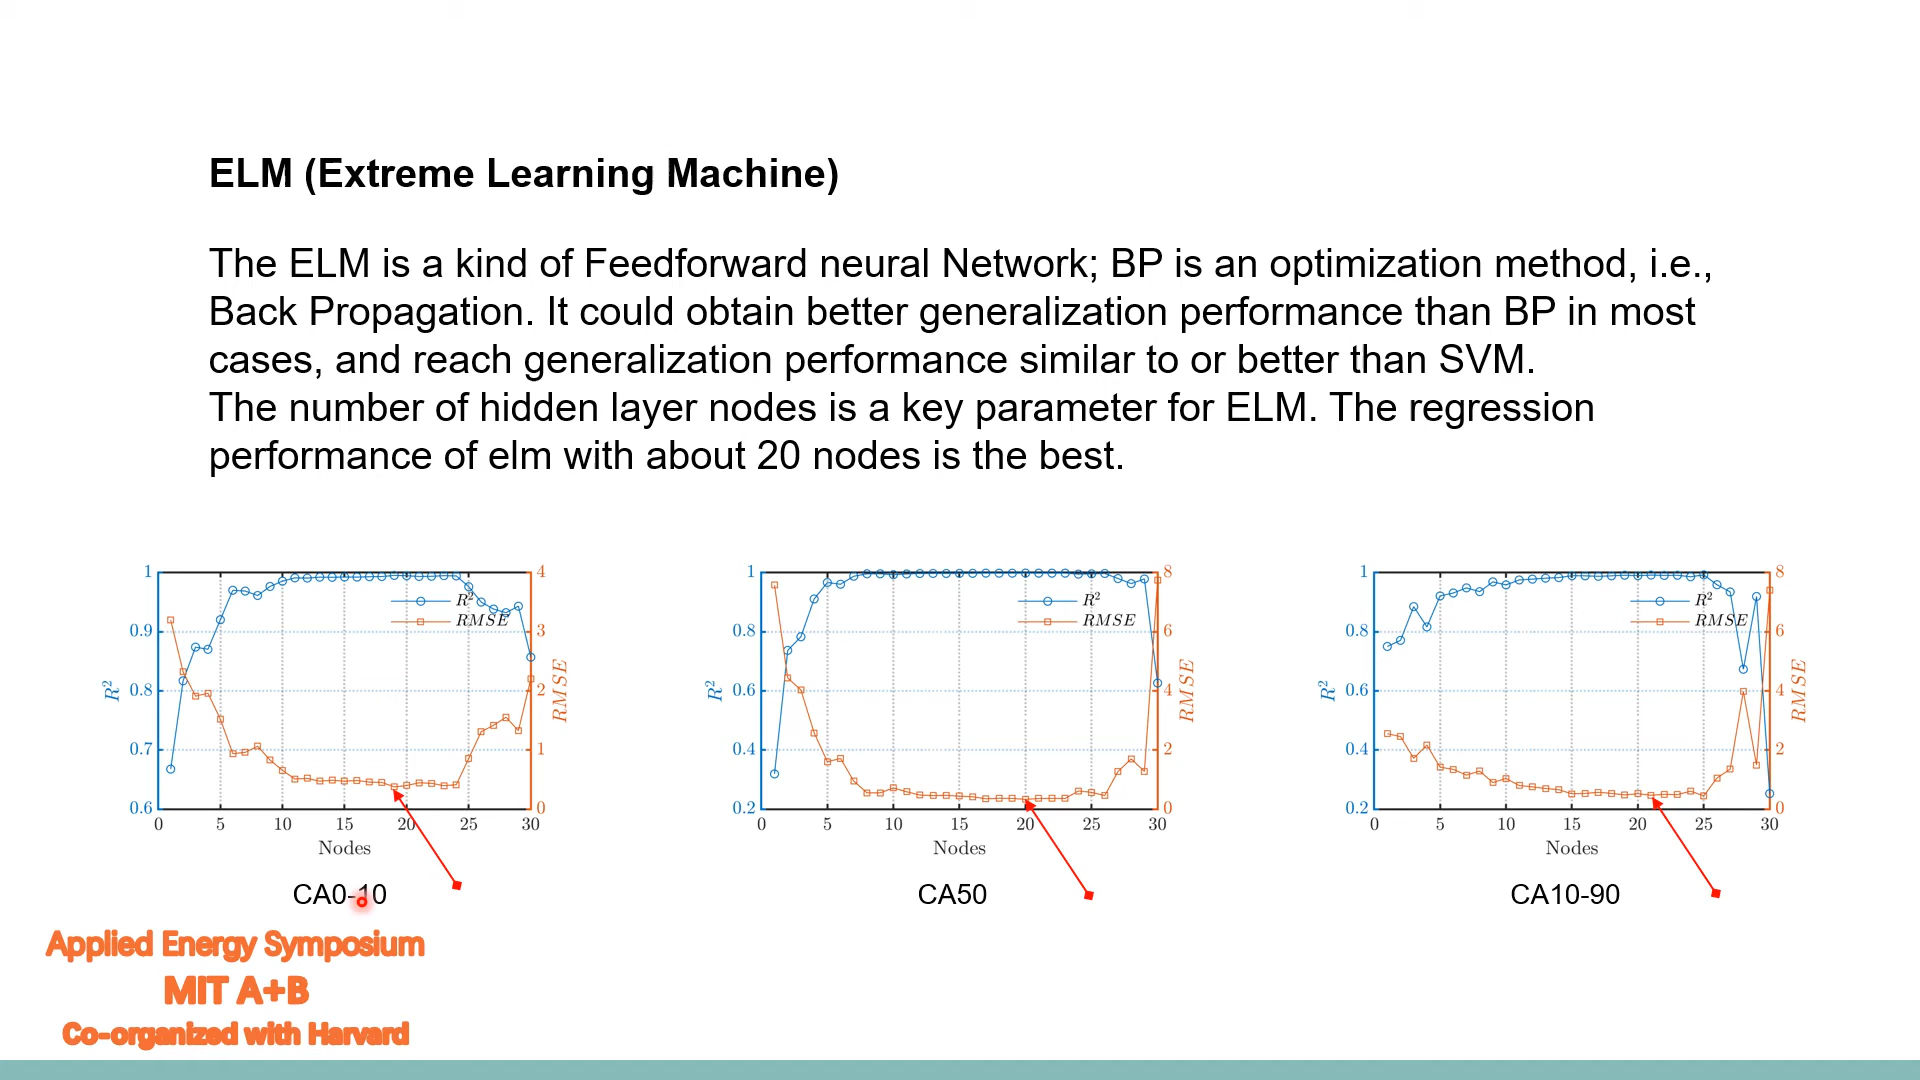 ELM (Extreme Learning Machine)
The ELM is a kind of Feedforward neural Network; BP is an optimization method, i.e.,
Back Propagation. It could obtain better generalization performance than BP in most
cases, and reach generalization performance similar to or better than SVM.
The number of hidden layer nodes is a key parameter for ELM. The regression
performance of elm with about 20 nodes is the best.
1
0.9
0.8
0.7
0.6
R²
4
3
2
1
0
RMSE
R²
RMSE
0 5 10 15 20 25 30
Nodes
CA0-10
1
0.8
0.6
0.4
0.2
R²
8
6
4
2
0
RMSE
R²
RMSE
0 5 10 15 20 25 30
Nodes
CA50
1
0.8
0.6
0.4
0.2
R²
8
6
4
2
0
RMSE
R²
RMSE
0 5 10 15 20 25 30
Nodes
CA10-90
Applied Energy Symposium
MIT A+B
Co-organized with Harvard